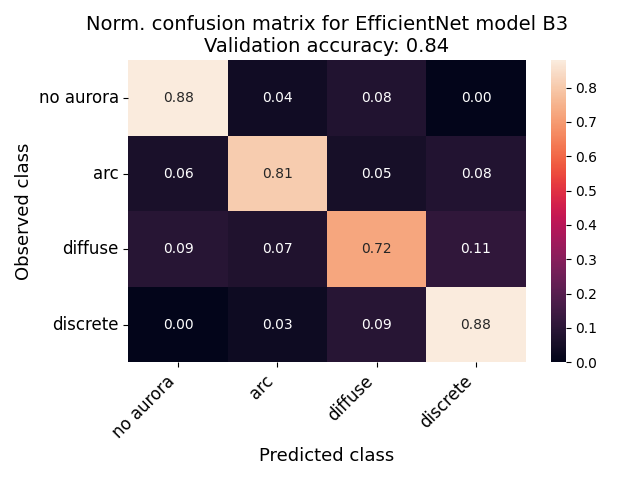 Norm. confusion matrix for EfficientNet model B3
Validation accuracy: 0.84
no aurora 0.88 0.04 0.08 0.00
arc 0.06 0.81 0.05 0.08
diffuse 0.09 0.07 0.72 0.11
discrete 0.00 0.03 0.09 0.88
no aurora arc diffuse discrete
Predicted class
Observed class
0.8
0.7
0.6
0.5
0.4
0.3
0.2
0.1
0.0